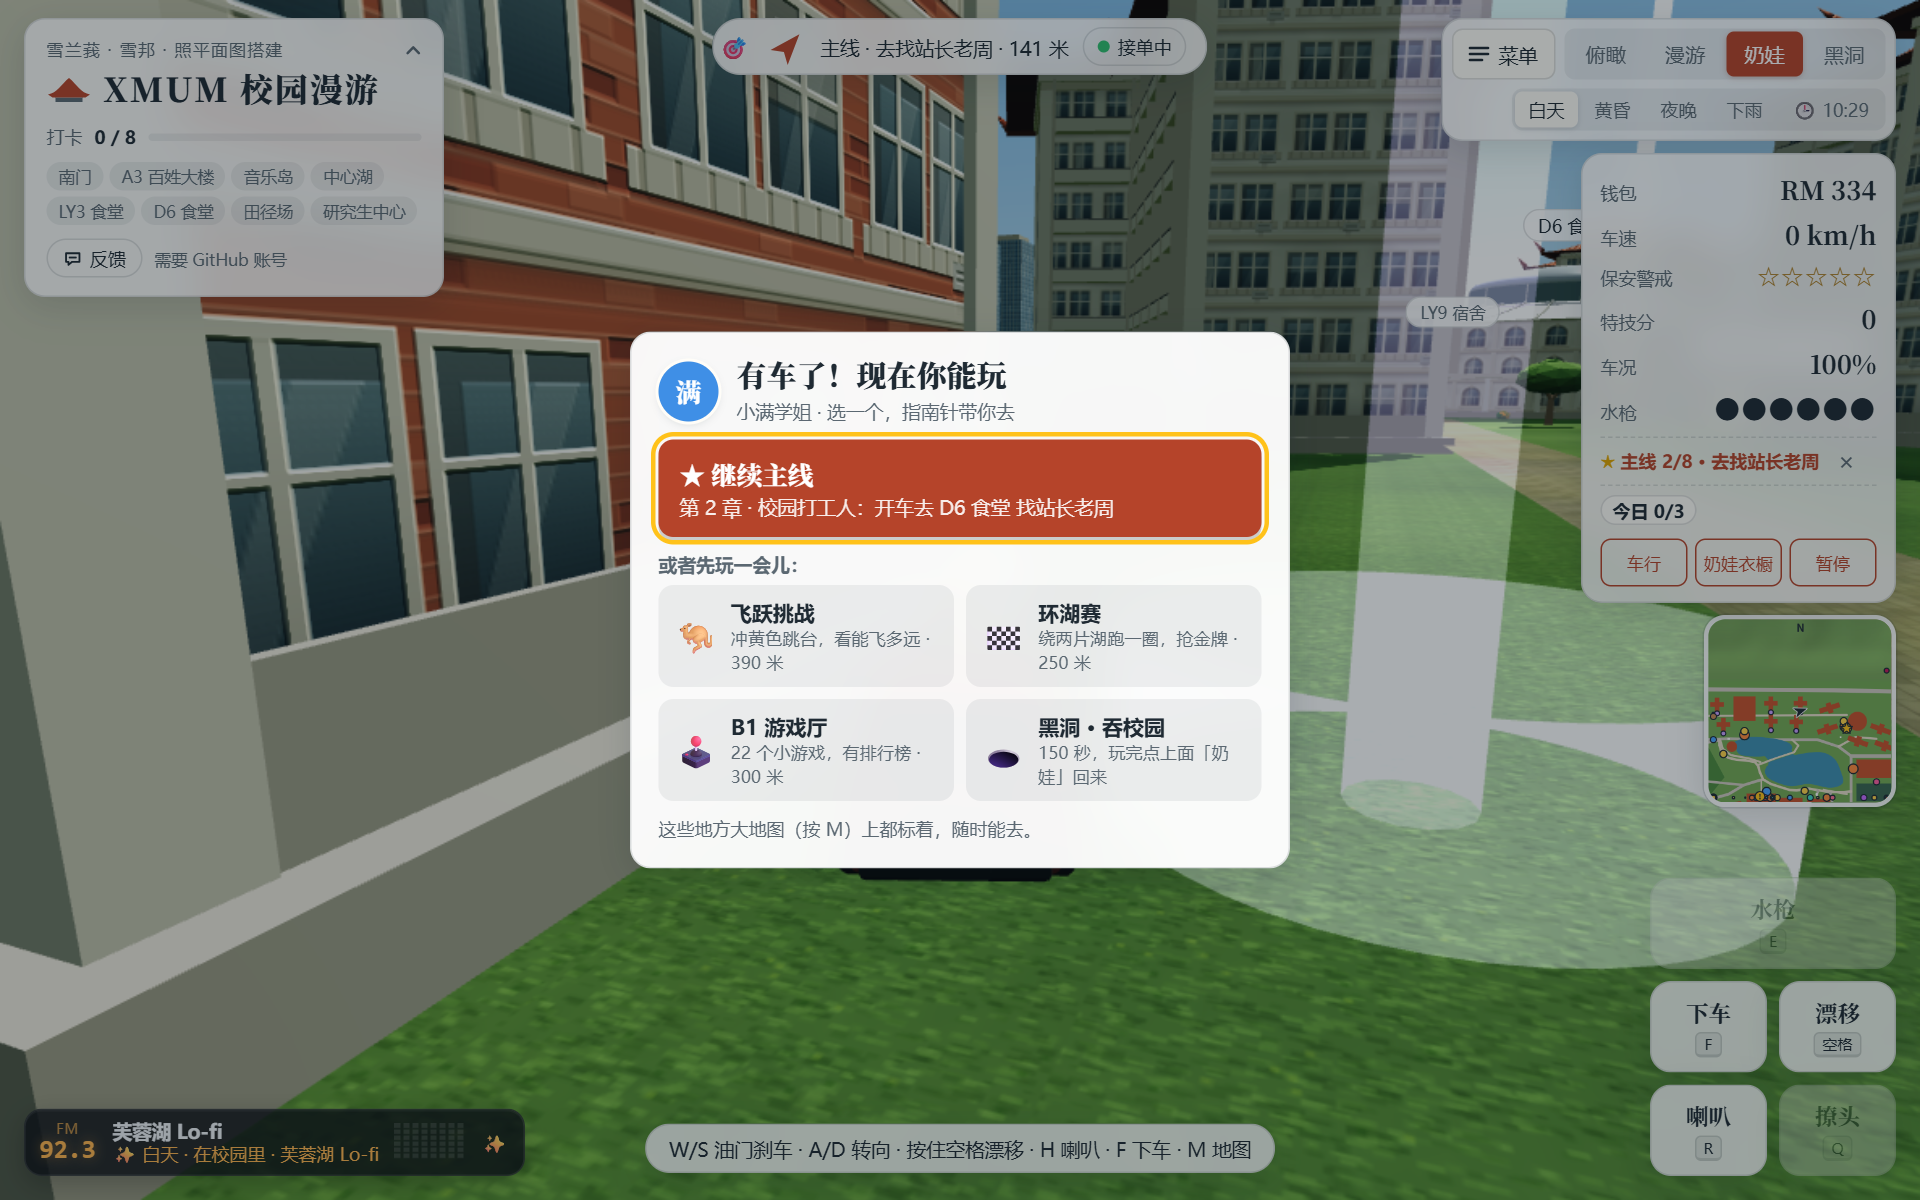 雪兰莪 · 雪邦 · 照平面图搭建
XMUM 校园漫游
打卡 0 / 8
南门 A3 百姓大楼 音乐岛 中心湖
LY3 食堂 D6 食堂 田径场 研究生中心
反馈 需要 GitHub 账号
主线 · 去找站长老周 · 141 米 接单中
菜单 俯瞰 漫游 奶娃 黑洞
白天 黄昏 夜晚 下雨 10:29
钱包 RM 334
车速 0 km/h
保安警戒 ☆☆☆☆☆
特技分 0
车况 100%
水枪
★ 主线 2/8 · 去找站长老周 ×
今日 0/3
车行 奶娃衣橱 暂停
D6 食
LY9 宿舍
满
有车了！现在你能玩
小满学姐 · 选一个，指南针带你去
★ 继续主线
第 2 章 · 校园打工人：开车去 D6 食堂 找站长老周
或者先玩一会儿：
飞跃挑战
冲黄色跳台，看能飞多远 ·
390 米
环湖赛
绕两片湖跑一圈，抢金牌 ·
250 米
B1 游戏厅
22 个小游戏，有排行榜 ·
300 米
黑洞 · 吞校园
150 秒，玩完点上面「奶
娃」回来
这些地方大地图（按 M）上都标着，随时能去。
N
水枪
E
下车
F
漂移
空格
喇叭
R
撩头
Q
FM
92.3
芙蓉湖 Lo-fi
白天 · 在校园里 · 芙蓉湖 Lo-fi
W/S 油门刹车 · A/D 转向 · 按住空格漂移 · H 喇叭 · F 下车 · M 地图